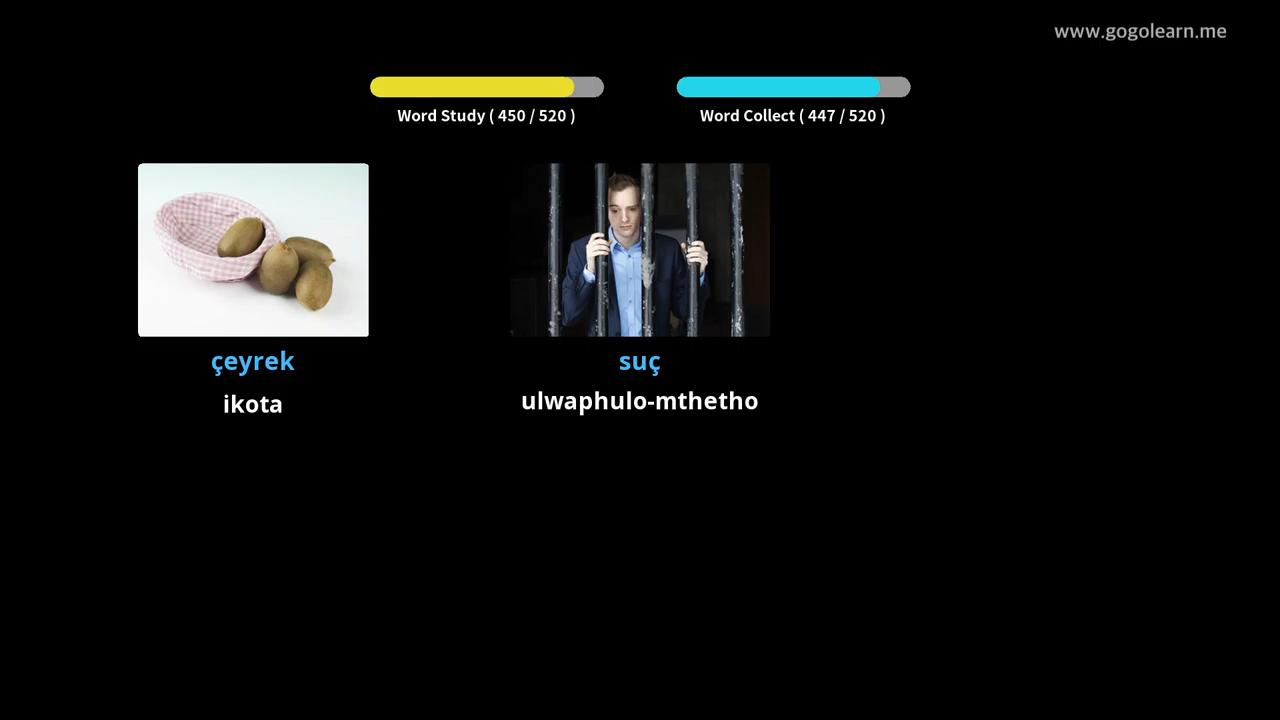 www.gogolearn.me
Word Study ( 450 / 520 )
Word Collect ( 447 / 520 )
çeyrek
ikota
suç
ulwaphulo-mthetho